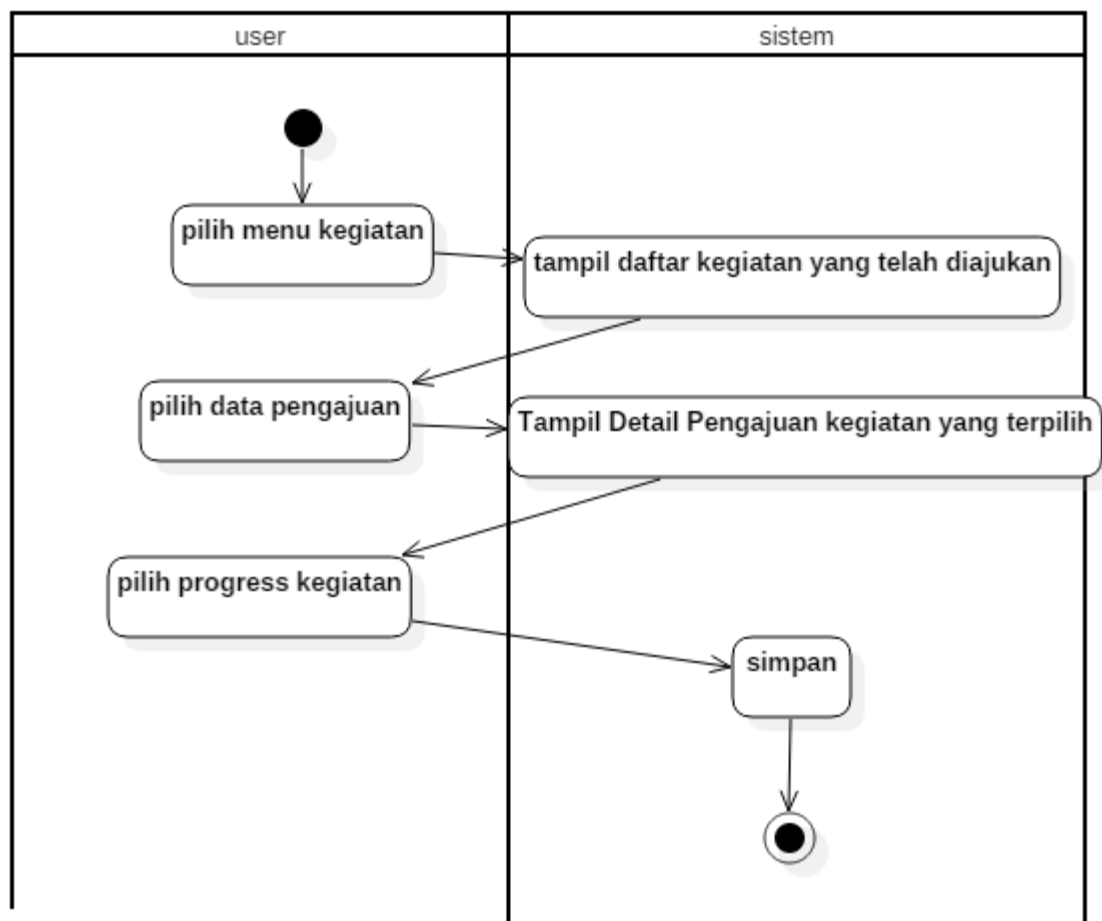 user
sistem
pilih menu kegiatan
tampil daftar kegiatan yang telah diajukan
pilih data pengajuan
Tampil Detail Pengajuan kegiatan yang terpilih
pilih progress kegiatan
simpan